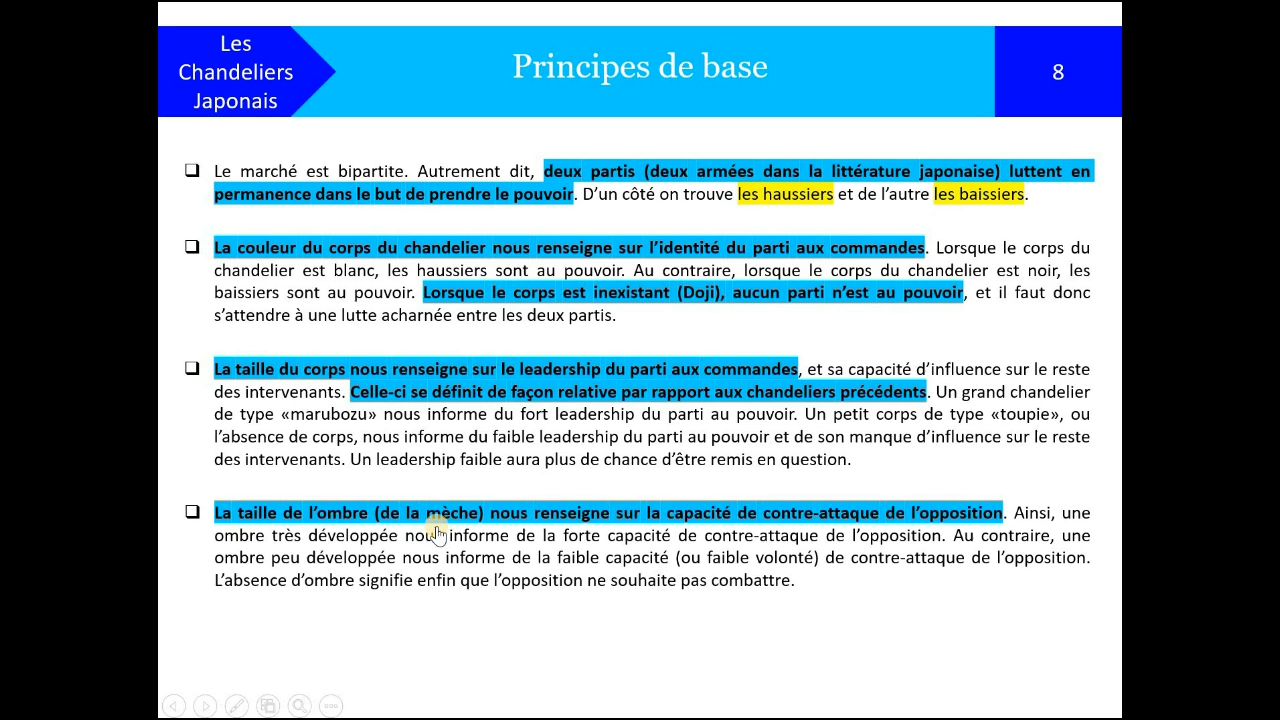 Les
Chandeliers
Japonais
Principes de base
8
❑ Le marché est bipartite. Autrement dit, deux partis (deux armées dans la littérature japonaise) luttent en
permanence dans le but de prendre le pouvoir. D’un côté on trouve les haussiers et de l’autre les baissiers.
❑ La couleur du corps du chandelier nous renseigne sur l’identité du parti aux commandes. Lorsque le corps du
chandelier est blanc, les haussiers sont au pouvoir. Au contraire, lorsque le corps du chandelier est noir, les
baissiers sont au pouvoir. Lorsque le corps est inexistant (Doji), aucun parti n’est au pouvoir, et il faut donc
s’attendre à une lutte acharnée entre les deux partis.
❑ La taille du corps nous renseigne sur le leadership du parti aux commandes, et sa capacité d’influence sur le reste
des intervenants. Celle-ci se définit de façon relative par rapport aux chandeliers précédents. Un grand chandelier
de type «marubozu» nous informe du fort leadership du parti au pouvoir. Un petit corps de type «toupie», ou
l’absence de corps, nous informe du faible leadership du parti au pouvoir et de son manque d’influence sur le reste
des intervenants. Un leadership faible aura plus de chance d’être remis en question.
❑ La taille de l’ombre (de la mèche) nous renseigne sur la capacité de contre-attaque de l’opposition. Ainsi, une
ombre très développée nous informe de la forte capacité de contre-attaque de l’opposition. Au contraire, une
ombre peu développée nous informe de la faible capacité (ou faible volonté) de contre-attaque de l’opposition.
L’absence d’ombre signifie enfin que l’opposition ne souhaite pas combattre.